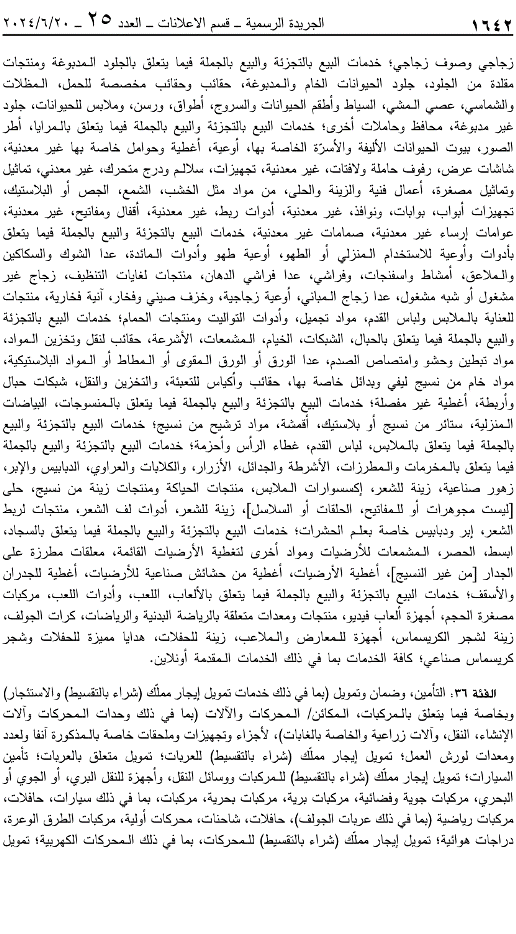 ١٦٤٢ الجريدة الرسمية ــ قسم الاعلانات ــ العدد ٢٥ ــ ٢٠٢٤/٦/٢٠
زجاجي وصوف زجاجي؛ خدمات البيع بالتجزئة والبيع بالجملة فيما يتعلق بالجلود المدبوغة ومنتجات
مقلدة من الجلود، جلود الحيوانات الخام والمدبوغة، حقائب وحقائب مخصصة للحمل، المظلات
والشماسي، عصي المشي، السياط وأطقم الحيوانات والسروج، أطواق، ورسن، وملابس للحيوانات، جلود
غير مدبوغة، محافظ وحاملات أخرى؛ خدمات البيع بالتجزئة والبيع بالجملة فيما يتعلق بالمرايا، أطر
الصور، بيوت الحيوانات الأليفة والأسرّة الخاصة بها، أوعية، أغطية وحوامل خاصة بها غير معدنية،
شاشات عرض، رفوف حاملة ولافتات، غير معدنية، تجهيزات، سلالم ودرج متحرك، غير معدني، تماثيل
وتماثيل مصغرة، أعمال فنية والزينة والحلى، من مواد مثل الخشب، الشمع، الجص أو البلاستيك،
تجهيزات أبواب، بوابات، ونوافذ، غير معدنية، أدوات ربط، غير معدنية، أقفال ومفاتيح، غير معدنية،
عوامات إرساء غير معدنية، صمامات غير معدنية، خدمات البيع بالتجزئة والبيع بالجملة فيما يتعلق
بأدوات وأوعية للاستخدام المنزلي أو الطهو، أوعية طهو وأدوات المائدة، عدا الشوك والسكاكين
والملاعق، أمشاط واسفنجات، وفراشي، عدا فراشي الدهان، منتجات لغايات التنظيف، زجاج غير
مشغول أو شبه مشغول، عدا زجاج المباني، أوعية زجاجية، وخزف صيني وفخار، آنية فخارية، منتجات
للعناية بالملابس ولباس القدم، مواد تجميل، وأدوات التواليت ومنتجات الحمام؛ خدمات البيع بالتجزئة
والبيع بالجملة فيما يتعلق بالحبال، الشبكات، الخيام، المشمعات، الأشرعة، حقائب لنقل وتخزين المواد،
مواد تبطين وحشو وامتصاص الصدم، عدا الورق أو الورق المقوى أو المطاط أو المواد البلاستيكية،
مواد خام من نسيج ليفي وبدائل خاصة بها، حقائب وأكياس للتعبئة، والتخزين والنقل، شبكات حبال
وأربطة، أغطية غير مفصلة؛ خدمات البيع بالتجزئة والبيع بالجملة فيما يتعلق بالمنسوجات، البياضات
المنزلية، ستائر من نسيج أو بلاستيك، أقمشة، مواد ترشيح من نسيج؛ خدمات البيع بالتجزئة والبيع
بالجملة فيما يتعلق بالملابس، لباس القدم، غطاء الرأس وأحزمة؛ خدمات البيع بالتجزئة والبيع بالجملة
فيما يتعلق بالمخرمات والمطرزات، الأشرطة والجدائل، الأزرار، والكلابات والعراوي، الدبابيس والإبر،
زهور صناعية، زينة للشعر، إكسسوارات الملابس، منتجات الحياكة ومنتجات زينة من نسيج، حلى
[ليست مجوهرات أو للمفاتيح، الحلقات أو السلاسل]، زينة للشعر، أدوات لف الشعر، منتجات لربط
الشعر، إبر ودبابيس خاصة بعلم الحشرات؛ خدمات البيع بالتجزئة والبيع بالجملة فيما يتعلق بالسجاد،
ابسط، الحصر، المشمعات للأرضيات ومواد أخرى لتغطية الأرضيات القائمة، معلقات مطرزة على
الجدار [من غير النسيج]، أغطية الأرضيات، أغطية من حشائش صناعية للأرضيات، أغطية للجدران
والأسقف؛ خدمات البيع بالتجزئة والبيع بالجملة فيما يتعلق بالألعاب، اللعب، وأدوات اللعب، مركبات
مصغرة الحجم، أجهزة ألعاب فيديو، منتجات ومعدات متعلقة بالرياضة البدنية والرياضات، كرات الجولف،
زينة لشجر الكريسماس، أجهزة للمعارض والملاعب، زينة للحفلات، هدايا مميزة للحفلات وشجر
كريسماس صناعي؛ كافة الخدمات بما في ذلك الخدمات المقدمة أونلاين.
الفئة ٣٦: التأمين، وضمان وتمويل (بما في ذلك خدمات تمويل إيجار مملّك (شراء بالتقسيط) والاستئجار)
وبخاصة فيما يتعلق بالمركبات، المكائن/ المحركات والآلات (بما في ذلك وحدات المحركات وآلات
الإنشاء، النقل، وآلات زراعية والخاصة بالغابات)، لأجزاء وتجهيزات وملحقات خاصة بالمذكورة آنفا ولعدد
ومعدات لورش العمل؛ تمويل إيجار مملّك (شراء بالتقسيط) للعربات؛ تمويل متعلق بالعربات؛ تأمين
السيارات؛ تمويل إيجار مملّك (شراء بالتقسيط) للمركبات ووسائل النقل، وأجهزة للنقل البري، أو الجوي أو
البحري، مركبات جوية وفضائية، مركبات برية، مركبات بحرية، مركبات، بما في ذلك سيارات، حافلات،
مركبات رياضية (بما في ذلك عربات الجولف)، حافلات، شاحنات، محركات أولية، مركبات الطرق الوعرة،
دراجات هوائية؛ تمويل إيجار مملّك (شراء بالتقسيط) للمحركات، بما في ذلك المحركات الكهربية؛ تمويل